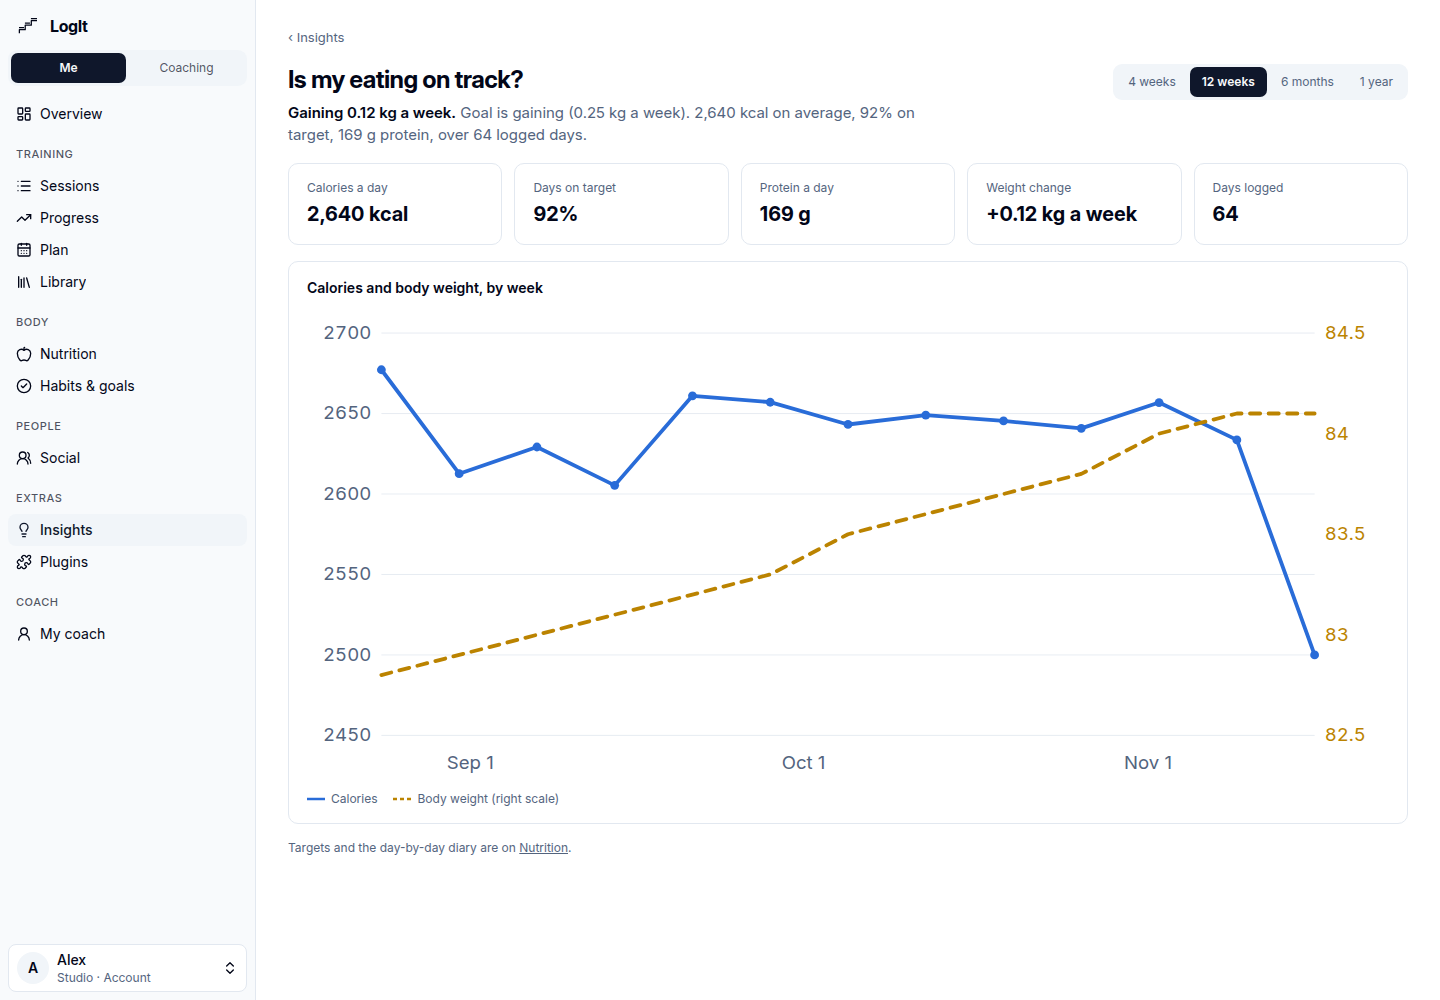 LogIt
Me
Coaching
Overview
TRAINING
Sessions
Progress
Plan
Library
BODY
Nutrition
Habits & goals
PEOPLE
Social
EXTRAS
Insights
Plugins
COACH
My coach
A
Alex
Studio · Account
‹ Insights
Is my eating on track?
4 weeks
12 weeks
6 months
1 year
Gaining 0.12 kg a week. Goal is gaining (0.25 kg a week). 2,640 kcal on average, 92% on
target, 169 g protein, over 64 logged days.
Calories a day
2,640 kcal
Days on target
92%
Protein a day
169 g
Weight change
+0.12 kg a week
Days logged
64
Calories and body weight, by week
2700
2650
2600
2550
2500
2450
84.5
84
83.5
83
82.5
Sep 1
Oct 1
Nov 1
Calories
Body weight (right scale)
Targets and the day-by-day diary are on Nutrition.